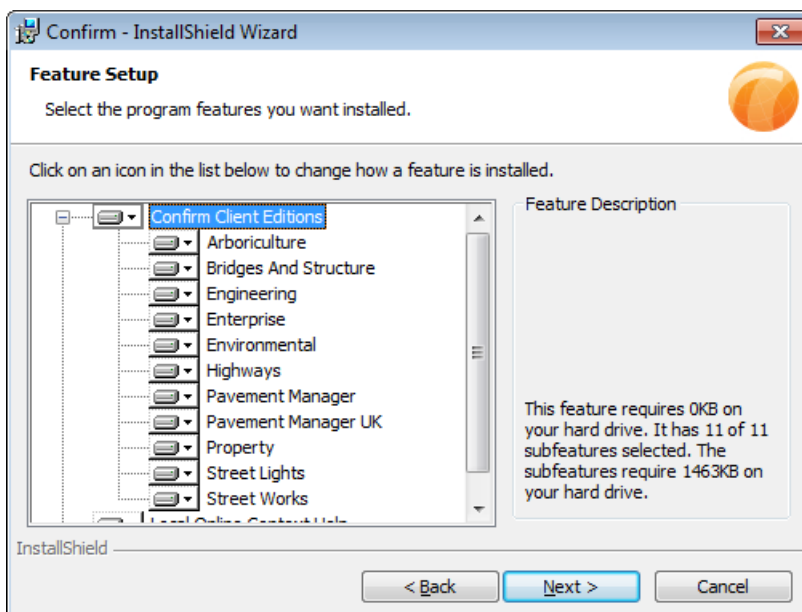 Confirm - InstallShield Wizard
Feature Setup
Select the program features you want installed.
Click on an icon in the list below to change how a feature is installed.
Confirm Client Editions
Arboriculture
Bridges And Structure
Engineering
Enterprise
Environmental
Highways
Pavement Manager
Pavement Manager UK
Property
Street Lights
Street Works
Local Online Context Help
Feature Description
This feature requires 0KB on
your hard drive. It has 11 of 11
subfeatures selected. The
subfeatures require 1463KB on
your hard drive.
InstallShield
< Back
Next >
Cancel